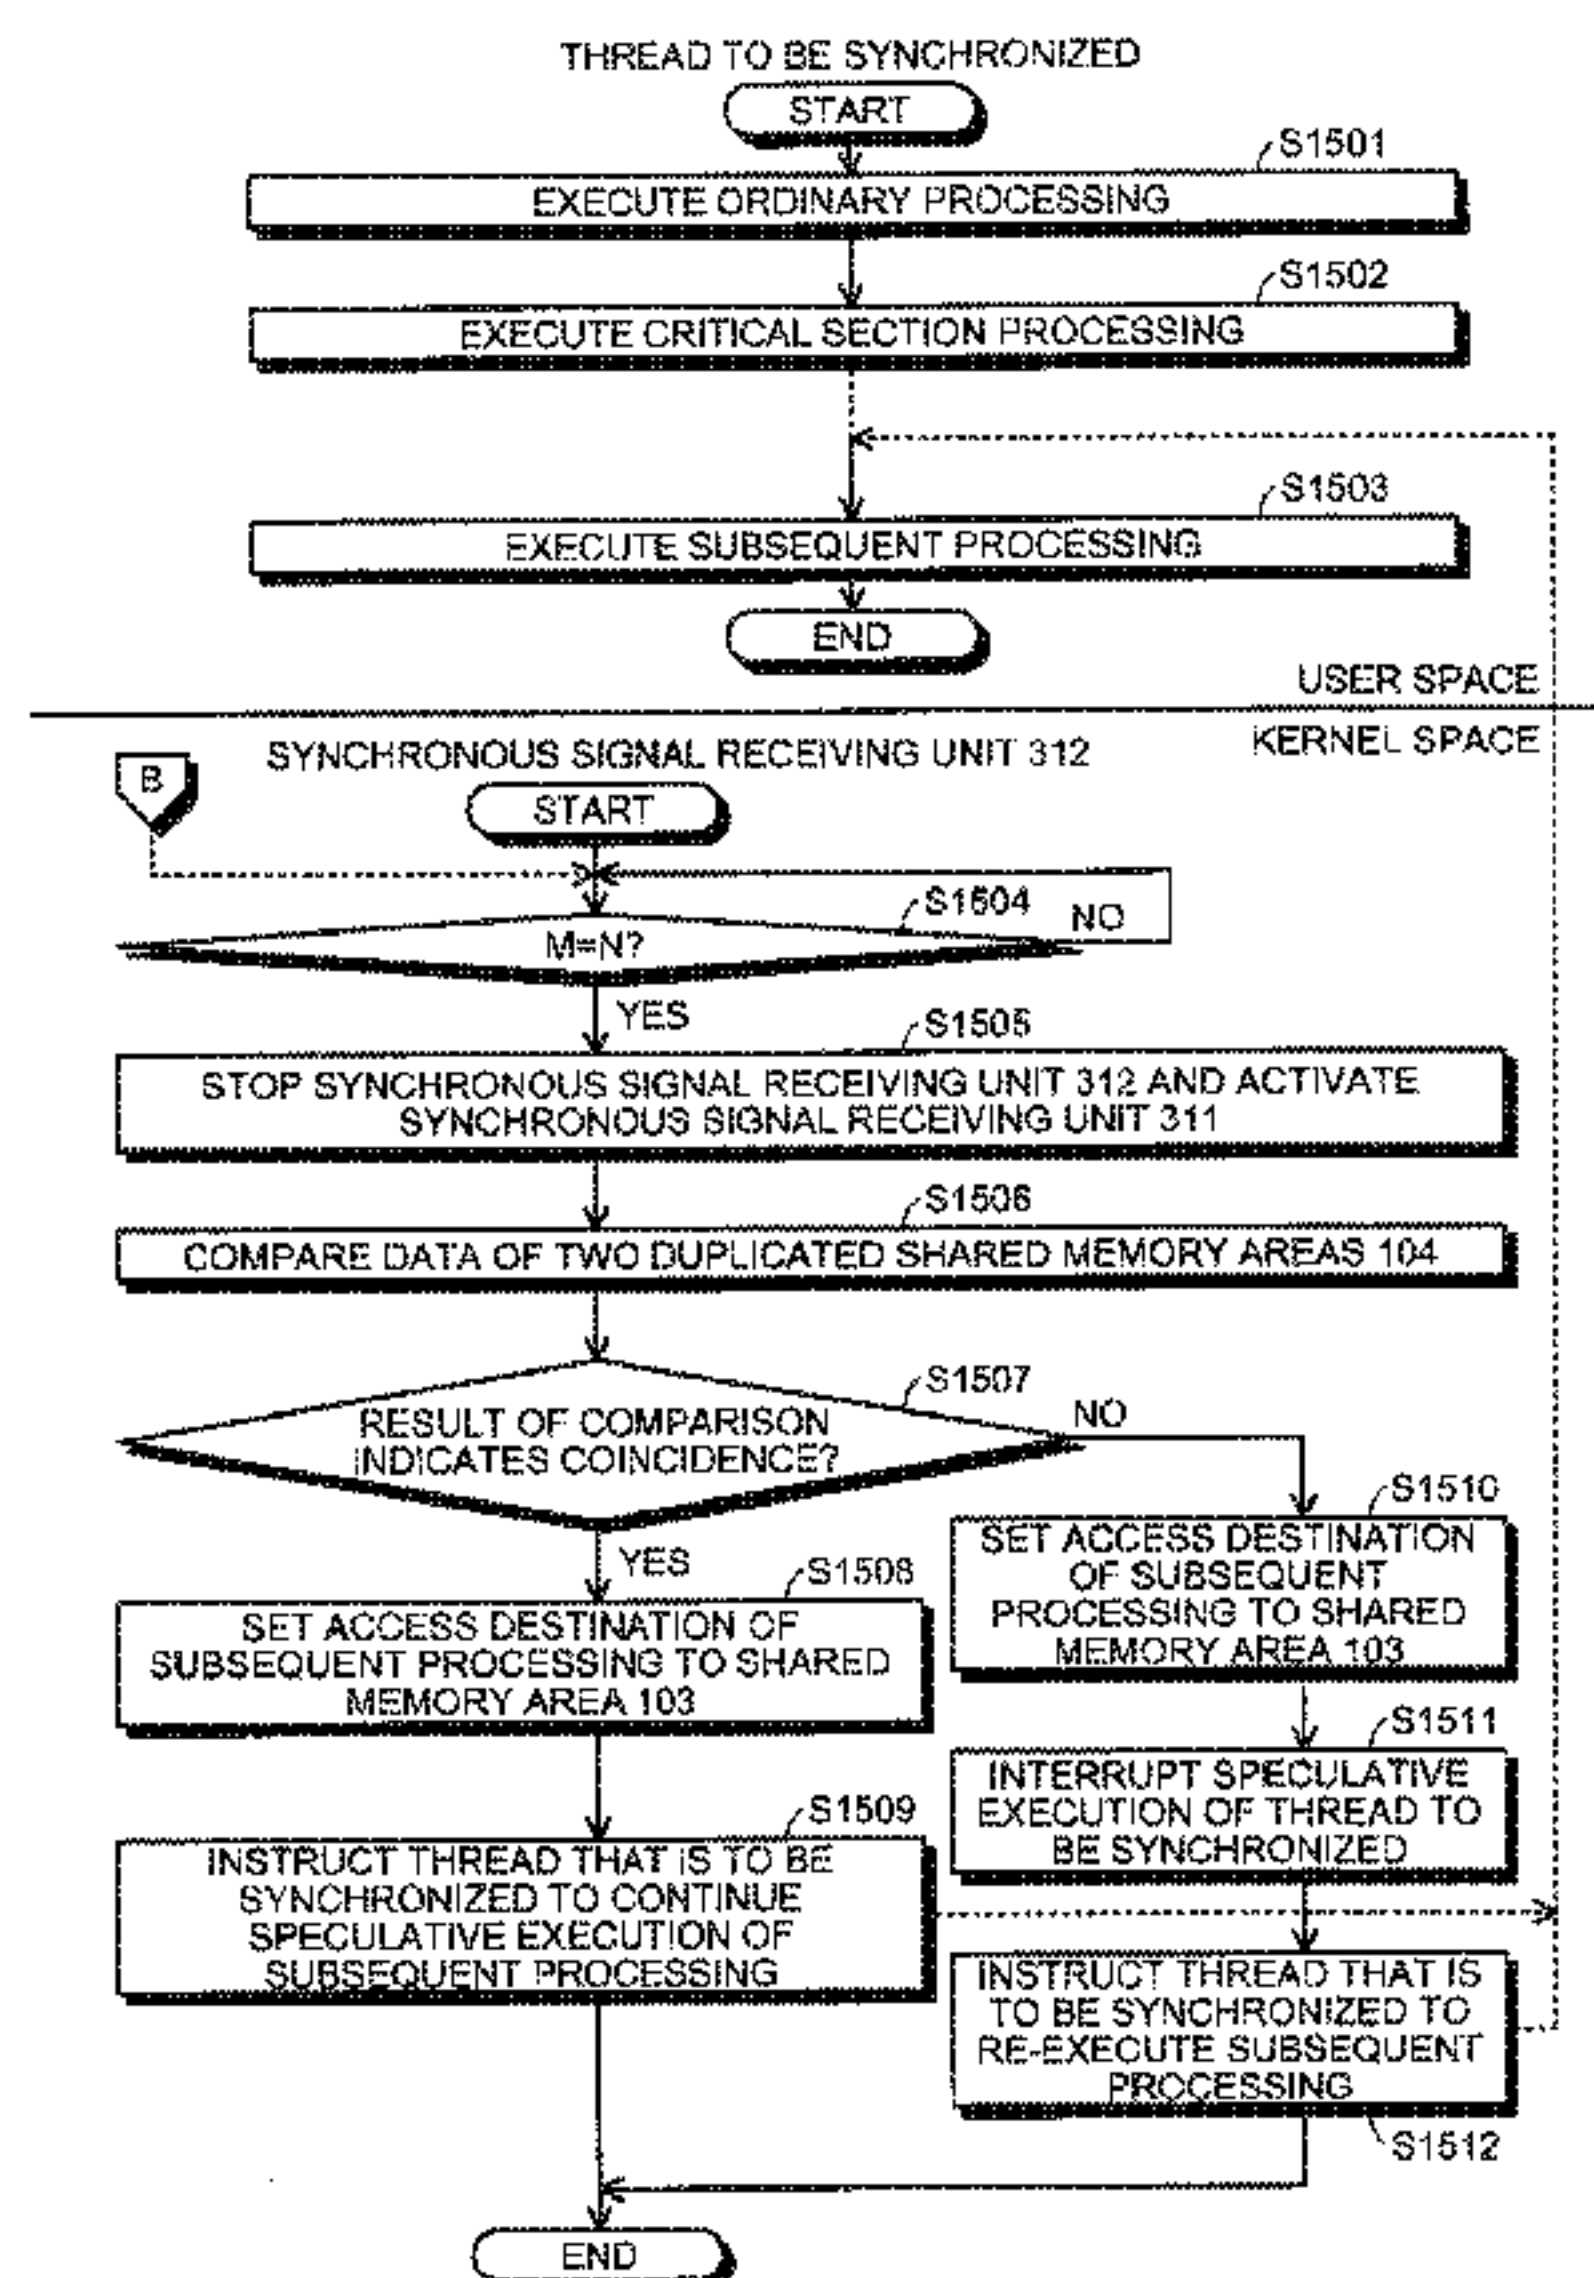 THREAD TO BE SYNCHRONIZED
START
S1501
EXECUTE ORDINARY PROCESSING
S1502
EXECUTE CRITICAL SECTION PROCESSING
S1503
EXECUTE SUBSEQUENT PROCESSING
END
USER SPACE
KERNEL SPACE
B
SYNCHRONOUS SIGNAL RECEIVING UNIT 312
START
S1504
NO
M=N?
YES
S1505
STOP SYNCHRONOUS SIGNAL RECEIVING UNIT 312 AND ACTIVATE
SYNCHRONOUS SIGNAL RECEIVING UNIT 311
S1506
COMPARE DATA OF TWO DUPLICATED SHARED MEMORY AREAS 104
S1507
RESULT OF COMPARISON
INDICATES COINCIDENCE?
NO
YES
S1508
SET ACCESS DESTINATION OF
SUBSEQUENT PROCESSING TO SHARED
MEMORY AREA 103
S1509
INSTRUCT THREAD THAT IS TO BE
SYNCHRONIZED TO CONTINUE
SPECULATIVE EXECUTION OF
SUBSEQUENT PROCESSING
S1510
SET ACCESS DESTINATION
OF SUBSEQUENT
PROCESSING TO SHARED
MEMORY AREA 103
S1511
INTERRUPT SPECULATIVE
EXECUTION OF THREAD TO
BE SYNCHRONIZED
INSTRUCT THREAD THAT IS
TO BE SYNCHRONIZED TO
RE-EXECUTE SUBSEQUENT
PROCESSING
S1512
END